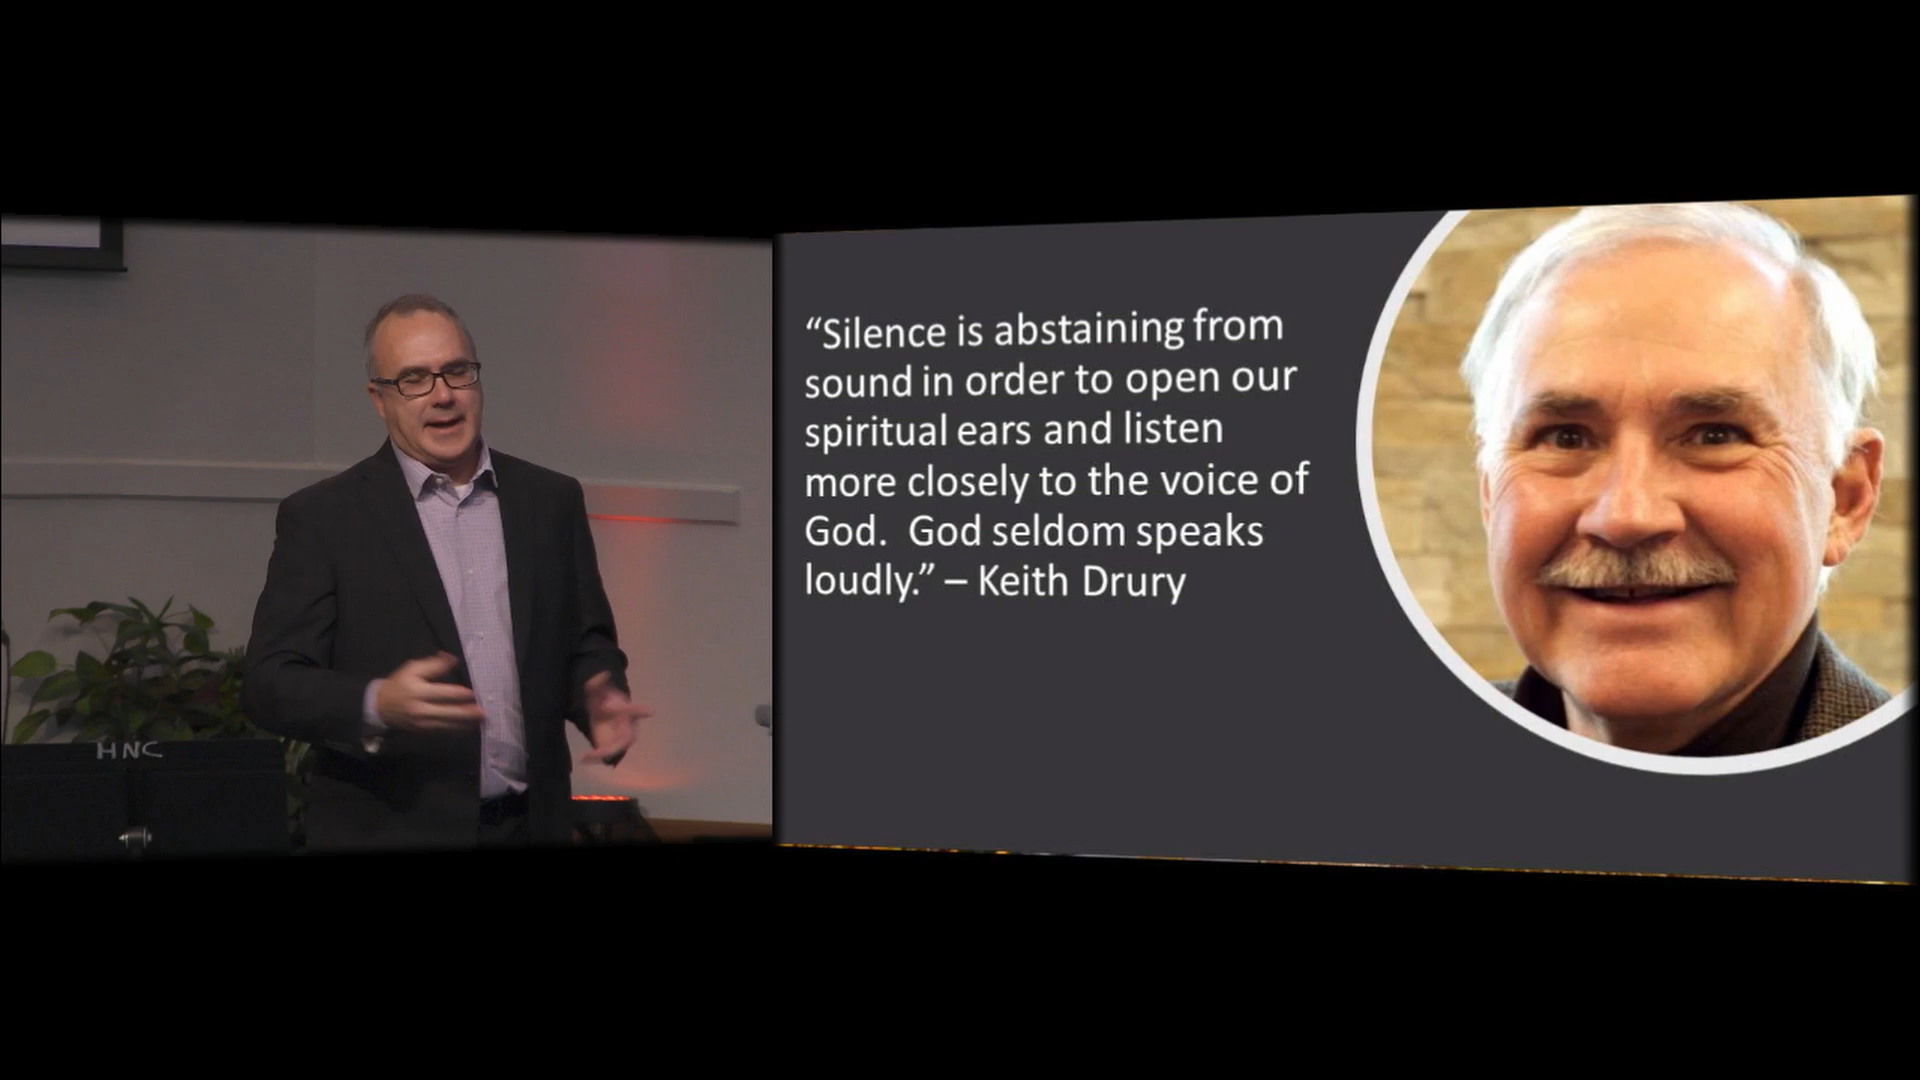 “Silence is abstaining from
sound in order to open our
spiritual ears and listen
more closely to the voice of
God.  God seldom speaks
loudly.” – Keith Drury
HNC